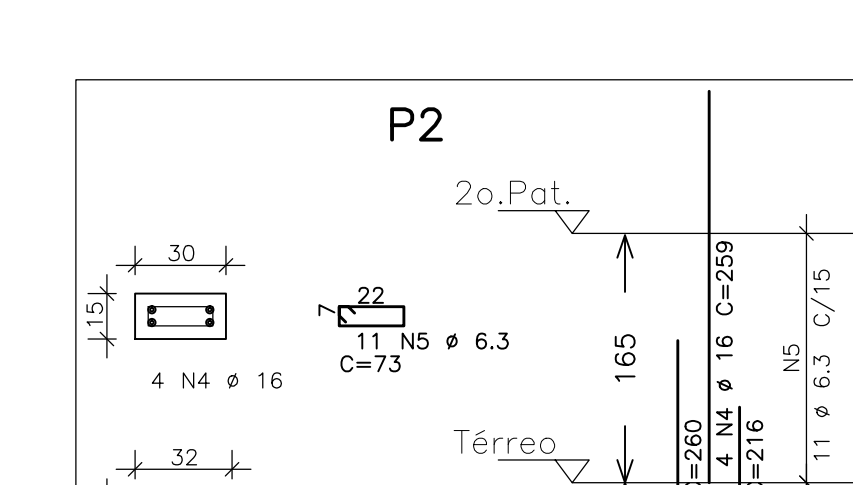 P2
2o.Pat.
30
15
4 N4 ø 16
7
22
11 N5 ø 6.3
C=73
165
4 N4 ø 16 C=259
N5
11 ø 6.3 C/15
Térreo
=260
=216
32